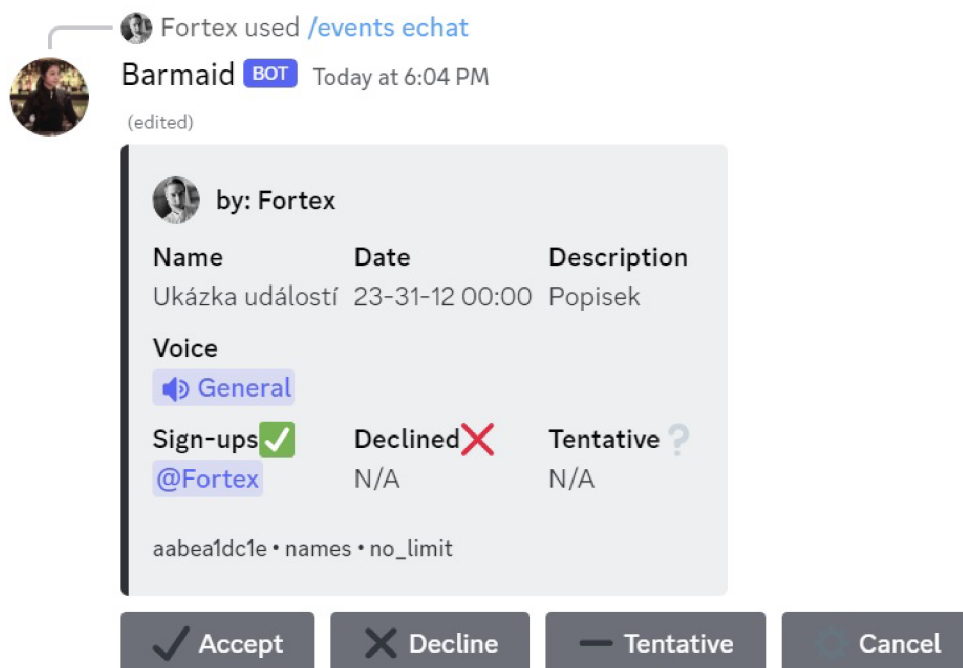 Fortex used /events echat
Barmaid BOT Today at 6:04 PM
(edited)
by: Fortex
Name Date Description
Ukázka událostí 23-31-12 00:00 Popisek
Voice
General
Sign-ups Declined Tentative
@Fortex N/A N/A
aabea1dc1e • names • no_limit
Accept Decline Tentative Cancel